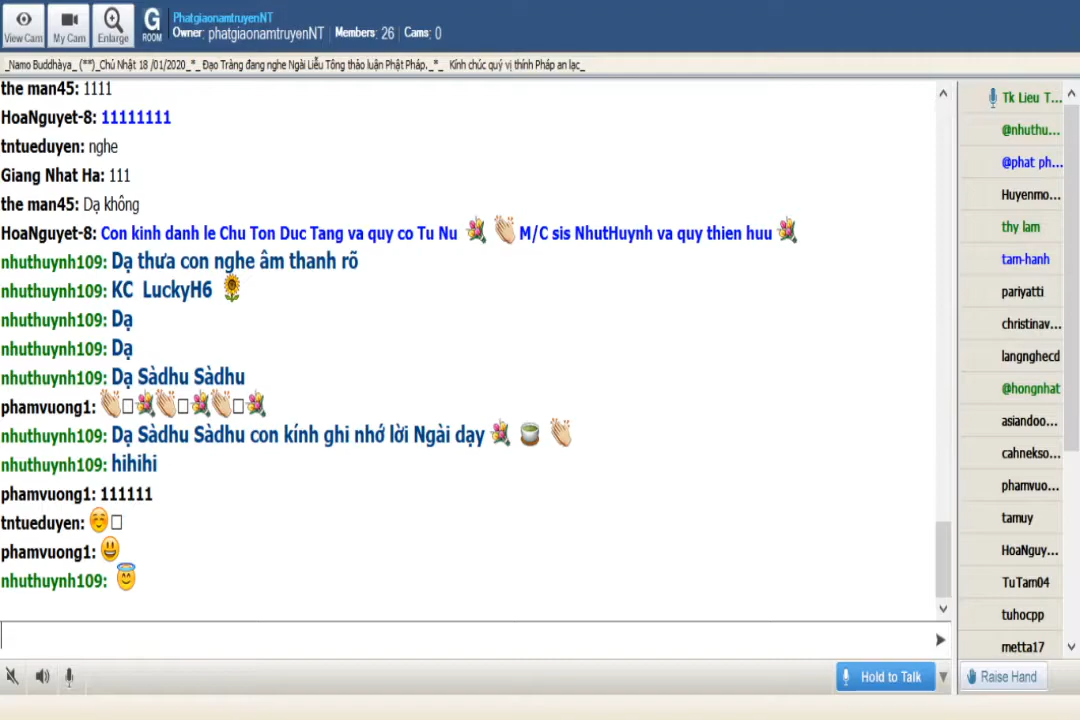 View Cam
My Cam
Enlarge
G
ROOM
PhatgiaonamtruyenNT
Owner: phatgiaonamtruyenNT Members: 26 Cams: 0
_Namo Buddhàya_ (**)_Chủ Nhật 18 /01/2020_*_ Đạo Tràng đang nghe Ngài Liễu Tông thảo luận Phật Pháp._*_ Kính chúc quý vị thính Pháp an lạc_
the man45: 1111
HoaNguyet-8: 11111111
tntueduyen: nghe
Giang Nhat Ha: 111
the man45: Dạ không
HoaNguyet-8: Con kinh danh le Chu Ton Duc Tang va quy co Tu Nu M/C sis NhutHuynh va quy thien huu
nhuthuynh109: Dạ thưa con nghe âm thanh rõ
nhuthuynh109: KC LuckyH6
nhuthuynh109: Dạ
nhuthuynh109: Dạ
nhuthuynh109: Dạ Sàdhu Sàdhu
phamvuong1:
nhuthuynh109: Dạ Sàdhu Sàdhu con kính ghi nhớ lời Ngài dạy
nhuthuynh109: hihihi
phamvuong1: 111111
tntueduyen:
phamvuong1:
nhuthuynh109:
Tk Lieu T...
@nhuthu...
@phat ph...
Huyenmo...
thy lam
tam-hanh
pariyatti
christinav...
langnghecd
@hongnhat
asiandoo...
cahnekso...
phamvuo...
tamuy
HoaNguy...
TuTam04
tuhocpp
metta17
Hold to Talk
Raise Hand